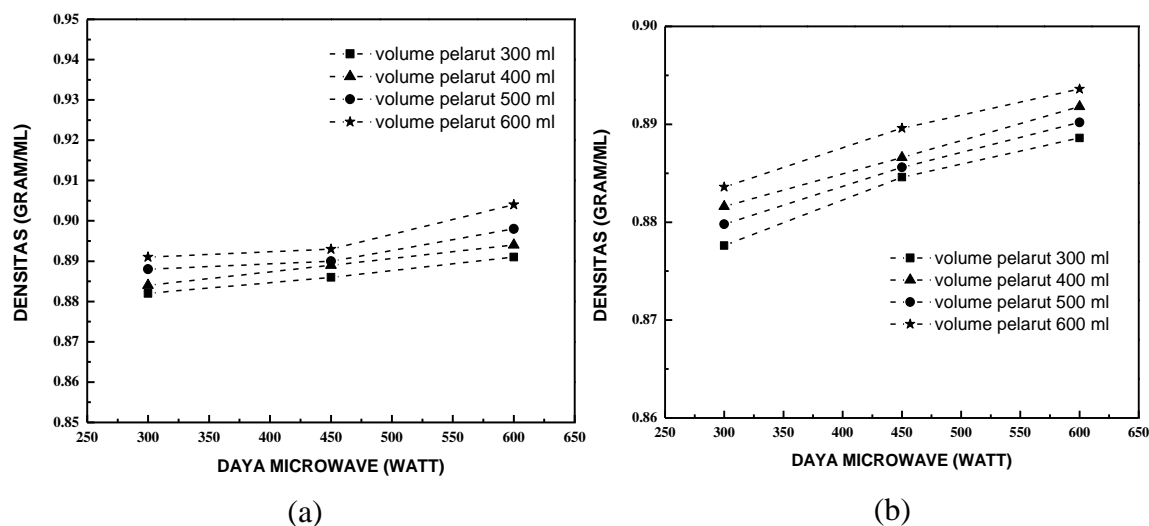 0.95
0.94
0.93
0.92
0.91
0.90
0.89
0.88
0.87
0.86
0.85
DENSITAS (GRAM/ML)
volume pelarut 300 ml
volume pelarut 400 ml
volume pelarut 500 ml
volume pelarut 600 ml
250 300 350 400 450 500 550 600 650
DAYA MICROWAVE (WATT)
(a)
0.90
0.89
0.88
0.87
0.86
DENSITAS (GRAM/ML)
volume pelarut 300 ml
volume pelarut 400 ml
volume pelarut 500 ml
volume pelarut 600 ml
250 300 350 400 450 500 550 600 650
DAYA MICROWAVE (WATT)
(b)